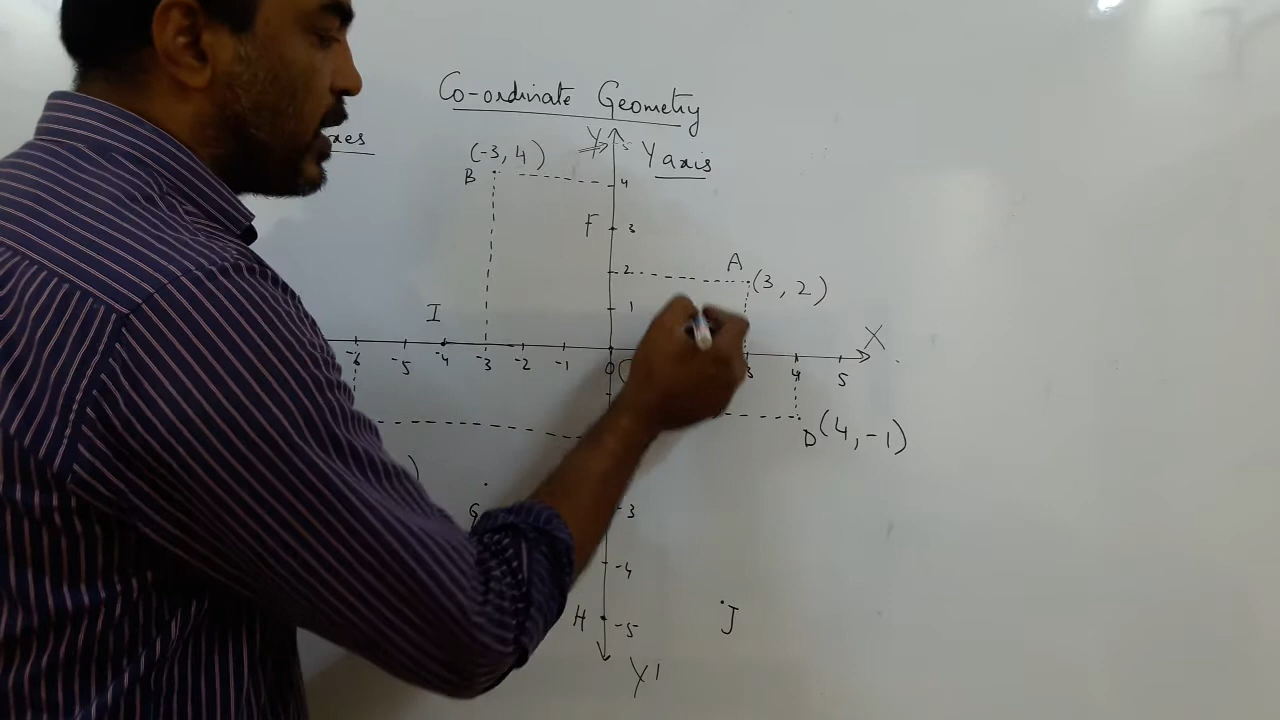 Co-ordinate Geometry
Y 5 Y axis
(-3, 4)
B 4
F 3
A
2 (3, 2)
I 1
X
-6 -5 -4 -3 -2 -1 0 3 4 5
D (4, -1)
)
G -3
-4
H -5 J
Y'